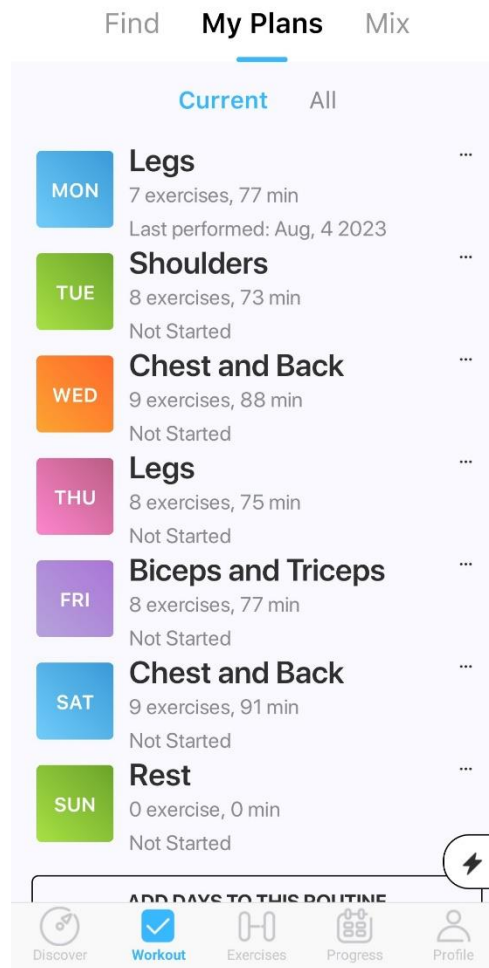 Find My Plans Mix
Current All
MON
Legs
7 exercises, 77 min
Last performed: Aug, 4 2023
TUE
Shoulders
8 exercises, 73 min
Not Started
WED
Chest and Back
9 exercises, 88 min
Not Started
THU
Legs
8 exercises, 75 min
Not Started
FRI
Biceps and Triceps
8 exercises, 77 min
Not Started
SAT
Chest and Back
9 exercises, 91 min
Not Started
SUN
Rest
0 exercise, 0 min
Not Started
ADD DAYS TO THIS ROUTINE
Discover Workout Exercises Progress Profile